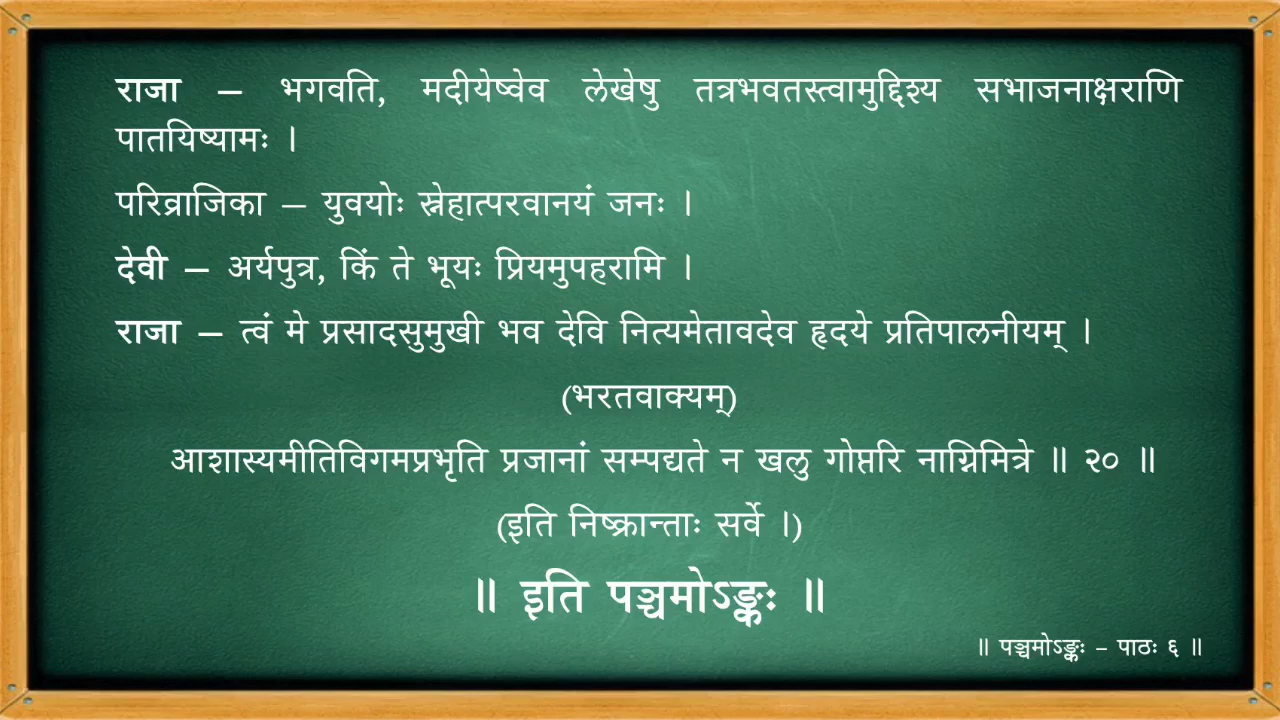 राजा – भगवति, मदीयेष्वेव लेखेषु तत्रभवतस्त्वामुद्दिश्य सभाजनाक्षराणि
पातयिष्यामः ।
परिव्राजिका – युवयोः स्नेहात्परवानयं जनः ।
देवी – अर्यपुत्र, किं ते भूयः प्रियमुपहरामि ।
राजा – त्वं मे प्रसादसुमुखी भव देवि नित्यमेतावदेव हृदये प्रतिपालनीयम् ।
(भरतवाक्यम्)
आशास्यमीतिविगमप्रभृति प्रजानां सम्पद्यते न खलु गोप्तरि नाग्निमित्रे ॥ २० ॥
(इति निष्क्रान्ताः सर्वे ।)
॥ इति पञ्चमोऽङ्कः ॥
॥ पञ्चमोऽङ्कः – पाठः ६ ॥